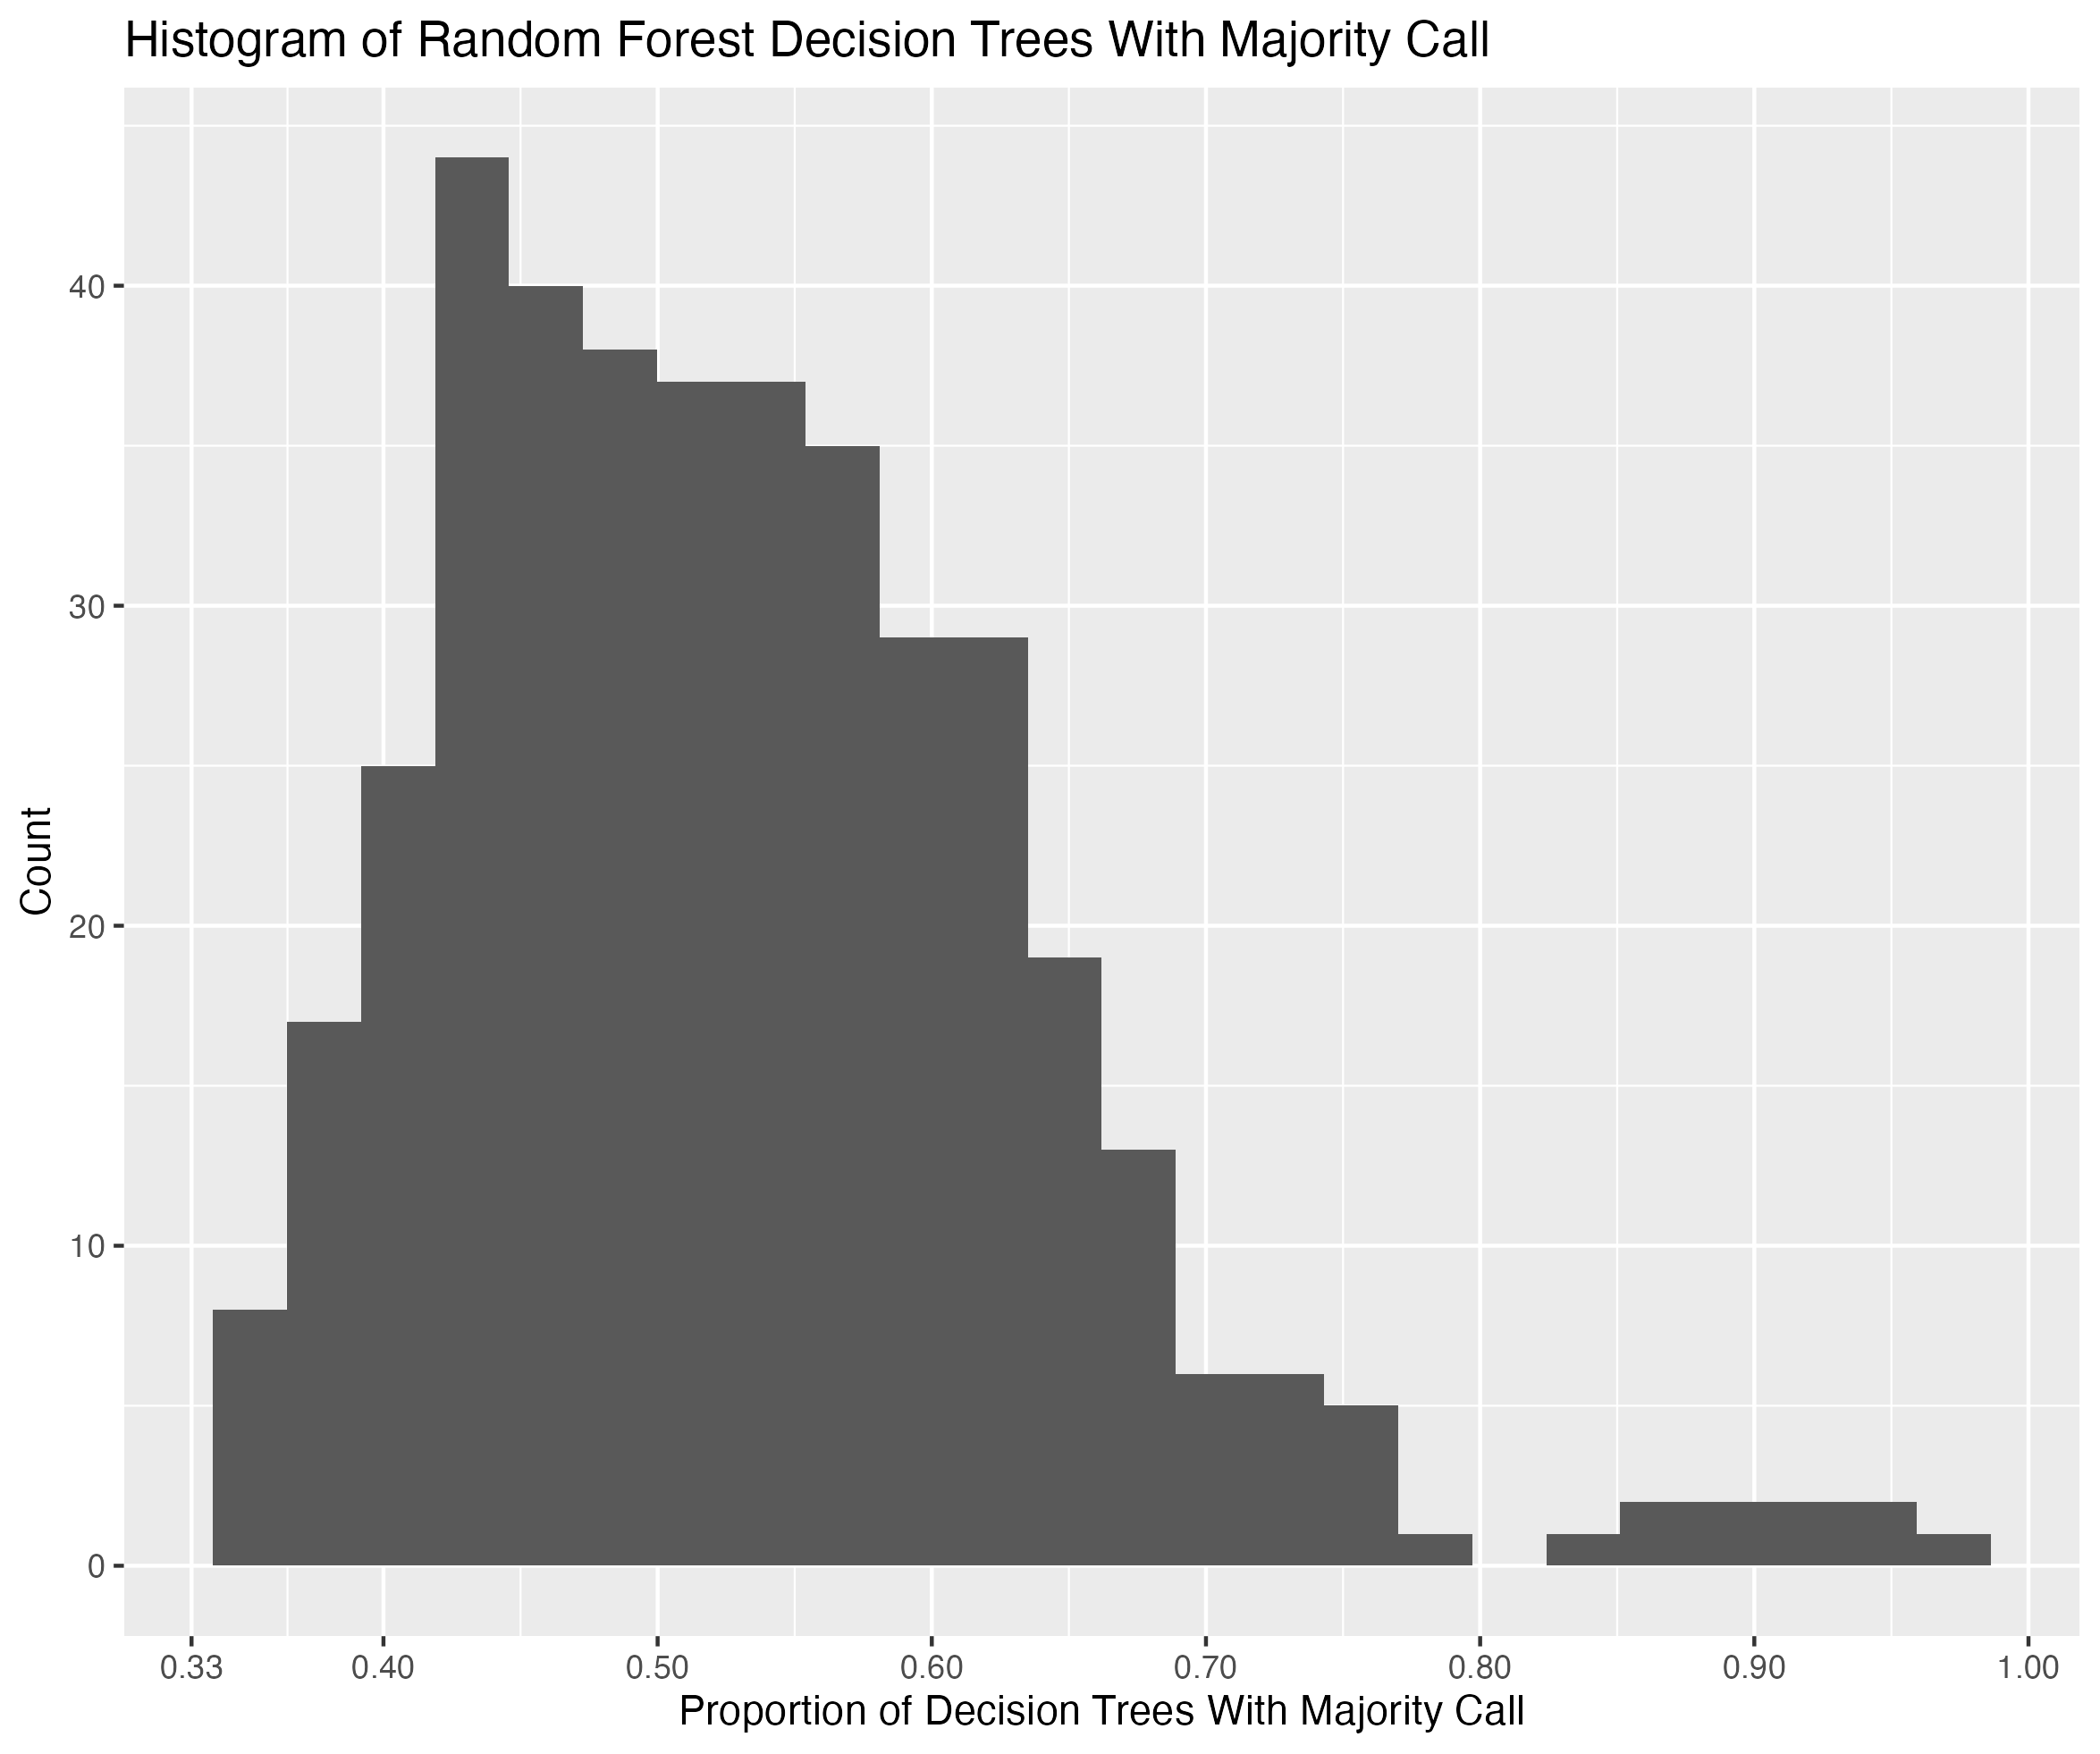 Histogram of Random Forest Decision Trees With Majority Call
Count
40
30
20
10
0
0.33 0.40 0.50 0.60 0.70 0.80 0.90 1.00
Proportion of Decision Trees With Majority Call